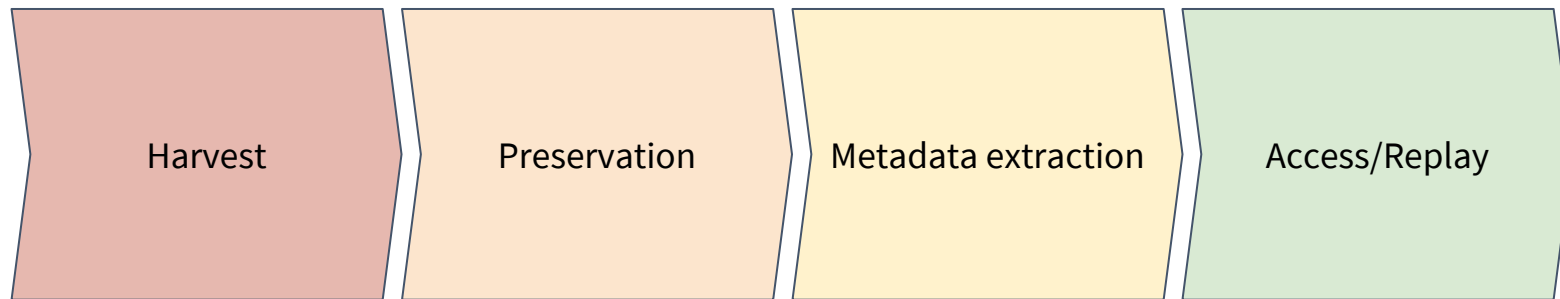 Harvest
Preservation
Metadata extraction
Access/Replay